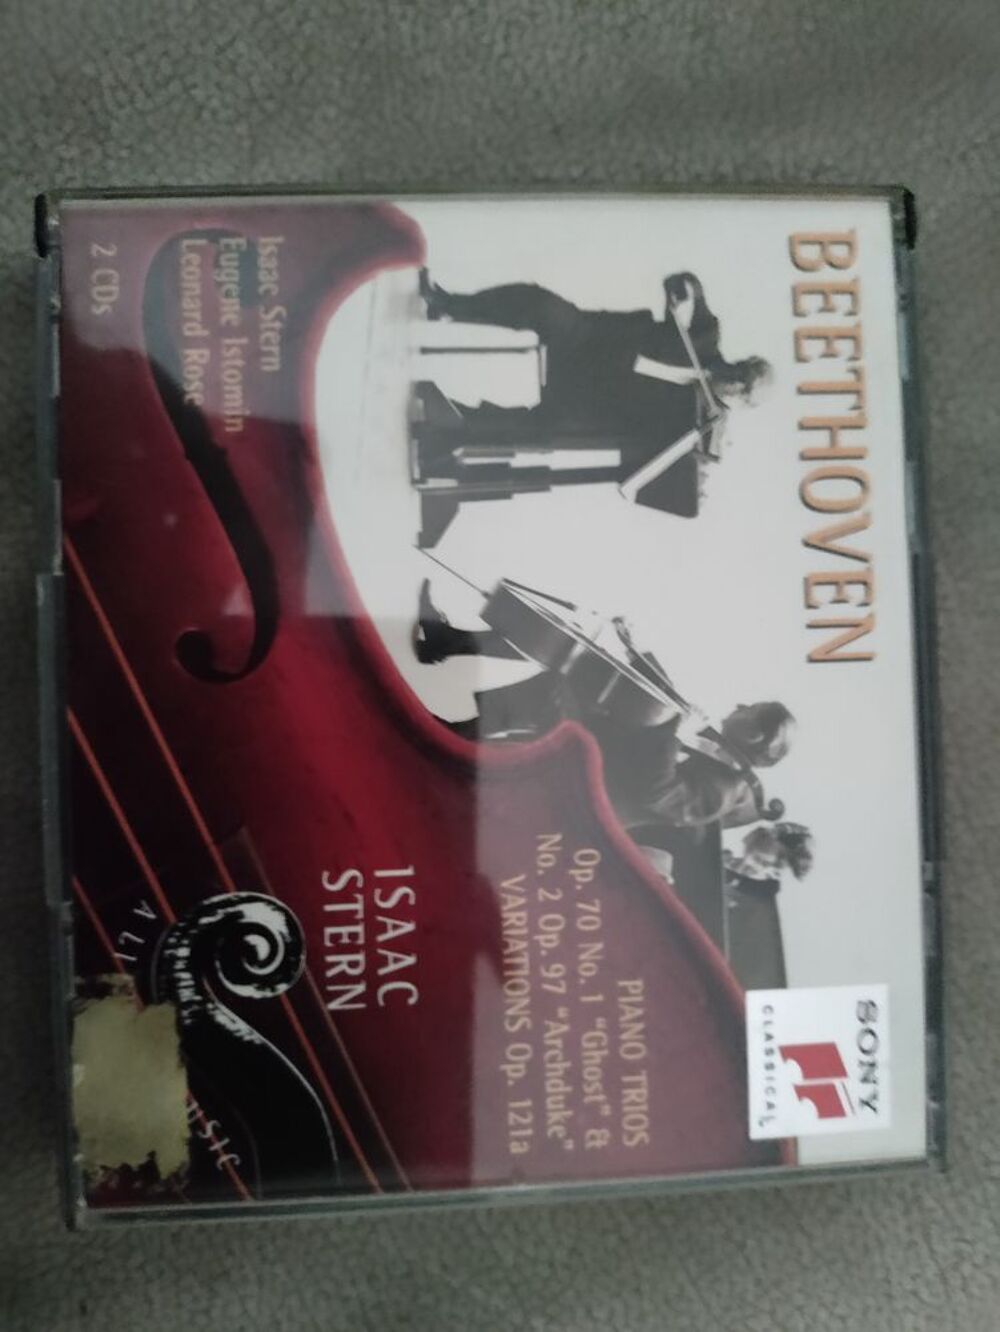 BEETHOVEN
SONY
CLASSICAL
PIANO TRIOS
Op. 70 No. 1 "Ghost" &
No. 2 Op. 97 "Archduke"
VARIATIONS Op. 121a
ISAAC
STERN
Isaac Stern
Eugene Istomin
Leonard Rose
2 CDs